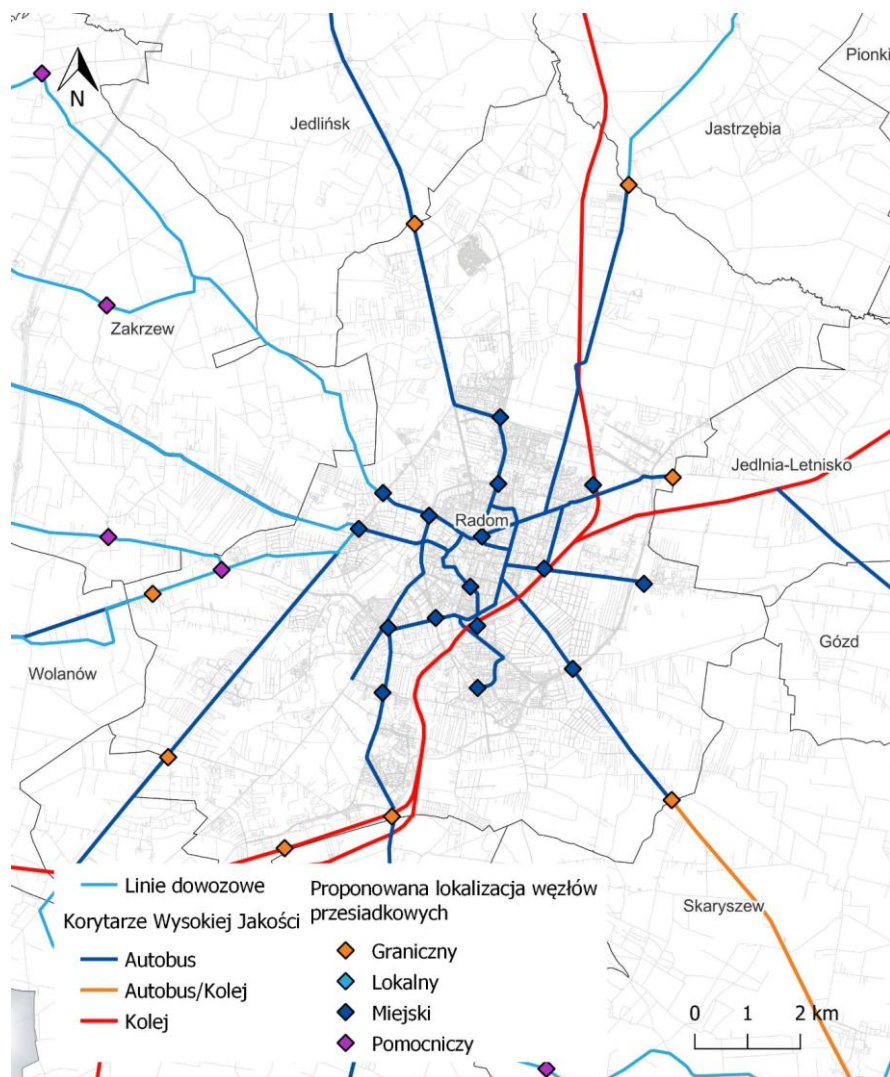 Pionki
N
Jedlińsk
Jastrzębia
Zakrzew
Jedlnia-Letnisko
Radom
Gózd
Wolanów
Skaryszew
Linie dowozowe
Korytarze Wysokiej Jakości
Autobus
Autobus/Kolej
Kolej
Proponowana lokalizacja węzłów
przesiadkowych
Graniczny
Lokalny
Miejski
Pomocniczy
0 1 2 km